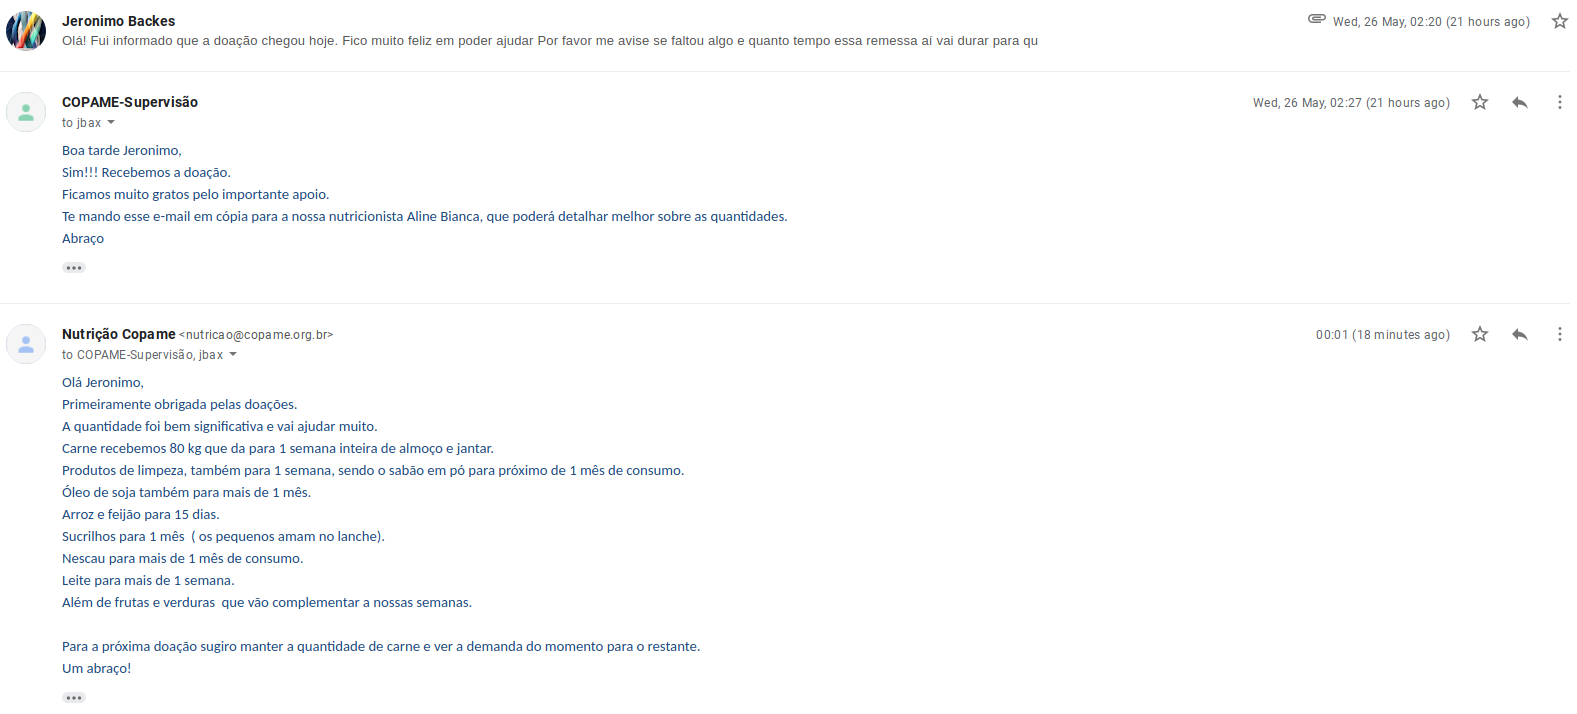 Jeronimo Backes
Wed, 26 May, 02:20 (21 hours ago)
Olá! Fui informado que a doação chegou hoje. Fico muito feliz em poder ajudar Por favor me avise se faltou algo e quanto tempo essa remessa aí vai durar para qu
COPAME-Supervisão
Wed, 26 May, 02:27 (21 hours ago)
to jbax
Boa tarde Jeronimo,
Sim!!! Recebemos a doação.
Ficamos muito gratos pelo importante apoio.
Te mando esse e-mail em cópia para a nossa nutricionista Aline Bianca, que poderá detalhar melhor sobre as quantidades.
Abraço
Nutrição Copame <nutricao@copame.org.br>
00:01 (18 minutes ago)
to COPAME-Supervisão, jbax
Olá Jeronimo,
Primeiramente obrigada pelas doações.
A quantidade foi bem significativa e vai ajudar muito.
Carne recebemos 80 kg que da para 1 semana inteira de almoço e jantar.
Produtos de limpeza, também para 1 semana, sendo o sabão em pó para próximo de 1 mês de consumo.
Óleo de soja também para mais de 1 mês.
Arroz e feijão para 15 dias.
Sucrilhos para 1 mês  ( os pequenos amam no lanche).
Nescau para mais de 1 mês de consumo.
Leite para mais de 1 semana.
Além de frutas e verduras  que vão complementar a nossas semanas.
Para a próxima doação sugiro manter a quantidade de carne e ver a demanda do momento para o restante.
Um abraço!